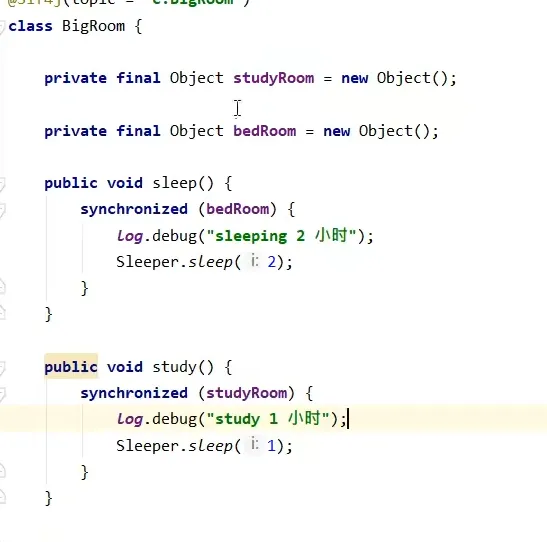 @Slf4j(topic = "c.BigRoom")
class BigRoom {
private final Object studyRoom = new Object();
private final Object bedRoom = new Object();
public void sleep() {
synchronized (bedRoom) {
log.debug("sleeping 2 小时");
Sleeper.sleep( i: 2);
}
}
public void study() {
synchronized (studyRoom) {
log.debug("study 1 小时");
Sleeper.sleep( i: 1);
}
}